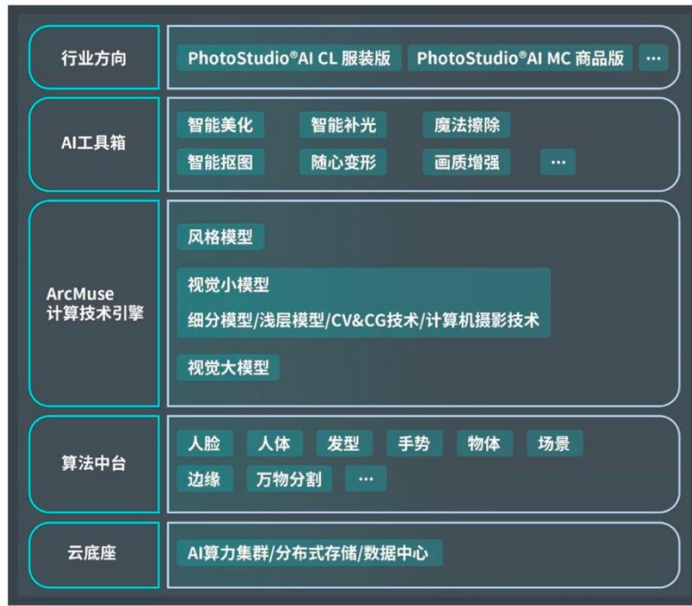 行业方向
PhotoStudio®AI CL 服装版 PhotoStudio®AI MC 商品版 ···
AI工具箱
智能美化 智能补光 魔法擦除
智能抠图 随心变形 画质增强 ···
ArcMuse
计算技术引擎
风格模型
视觉小模型
细分模型/浅层模型/CV&CG技术/计算机摄影技术
视觉大模型
算法中台
人脸 人体 发型 手势 物体 场景
边缘 万物分割 ···
云底座
AI算力集群/分布式存储/数据中心